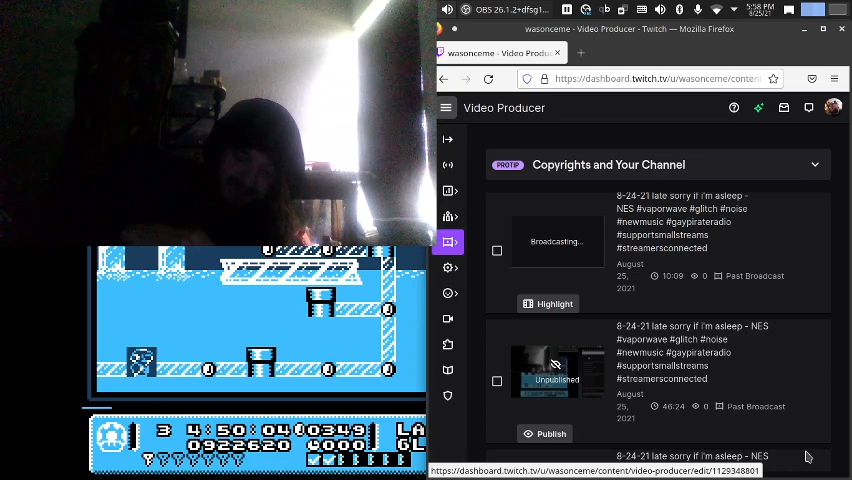 OBS 26.1.2+dfsg1...
5:58 PM
8/25/21
wasonceme - Video Producer - Twitch — Mozilla Firefox
wasonceme - Video Produc
https://dashboard.twitch.tv/u/wasonceme/conten
Video Producer
PROTIP Copyrights and Your Channel
8-24-21 late sorry if i'm asleep -
NES #vaporwave #glitch #noise
#newmusic #gaypirateradio
#supportsmallstreams
#streamersconnected
Broadcasting...
August
25, 10:09 0 Past Broadcast
2021
Highlight
8-24-21 late sorry if i'm asleep - NES
#vaporwave #glitch #noise
#newmusic #gaypirateradio
#supportsmallstreams
#streamersconnected
Unpublished
August
25, 46:24 0 Past Broadcast
2021
Publish
8-24-21 late sorry if i'm asleep - NES
https://dashboard.twitch.tv/u/wasonceme/content/video-producer/edit/1129348801
3 4:50:04 0349 LA
0922620 0000 GL